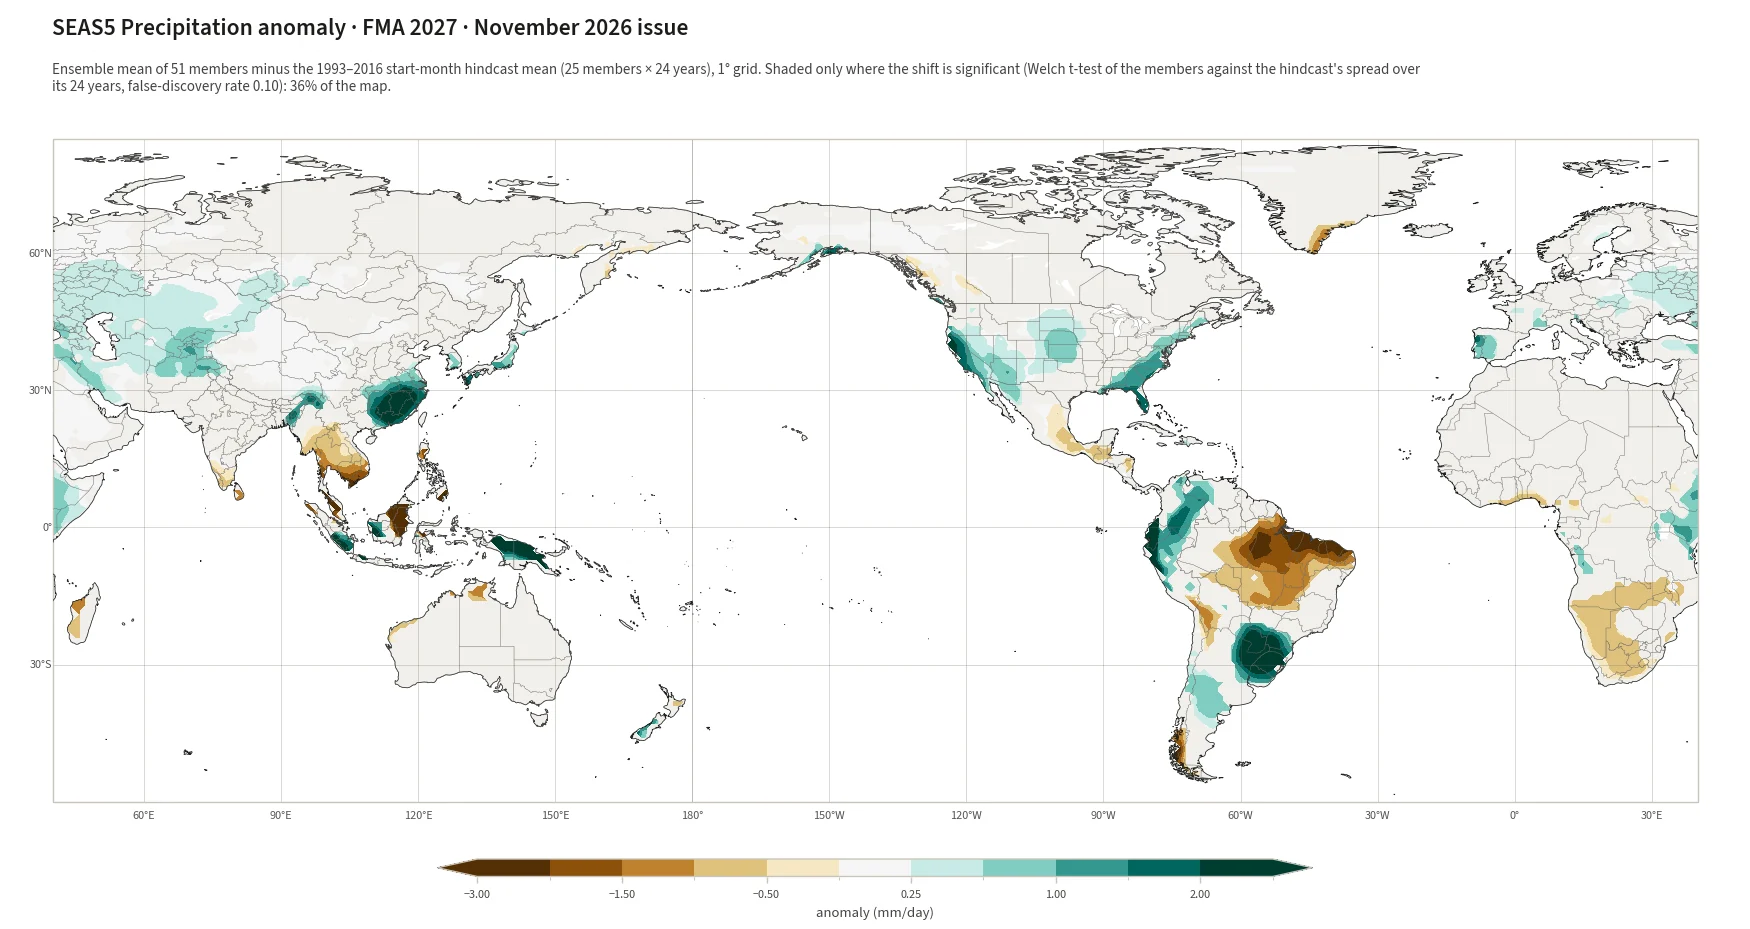 SEAS5 Precipitation anomaly · FMA 2027 · November 2026 issue
Ensemble mean of 51 members minus the 1993–2016 start-month hindcast mean (25 members × 24 years), 1° grid. Shaded only where the shift is significant (Welch t-test of the members against the hindcast's spread over
its 24 years, false-discovery rate 0.10): 36% of the map.
60°N
30°N
0°
30°S
60°E 90°E 120°E 150°E 180° 150°W 120°W 90°W 60°W 30°W 0° 30°E
−3.00 −1.50 −0.50 0.25 1.00 2.00
anomaly (mm/day)